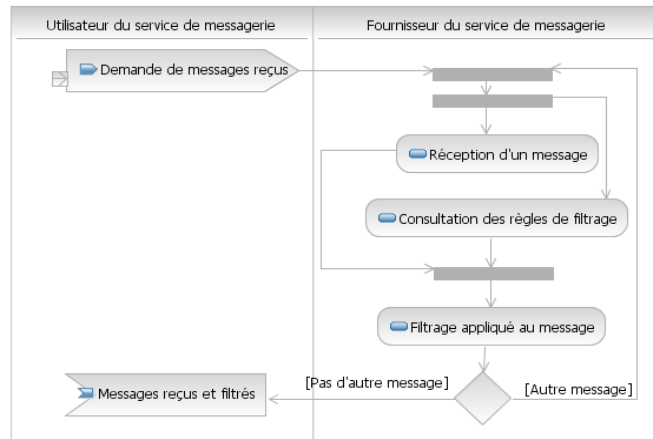 Utilisateur du service de messagerie
Fournisseur du service de messagerie
Demande de messages reçus
Réception d'un message
Consultation des règles de filtrage
Filtrage appliqué au message
[Pas d'autre message]
[Autre message]
Messages reçus et filtrés